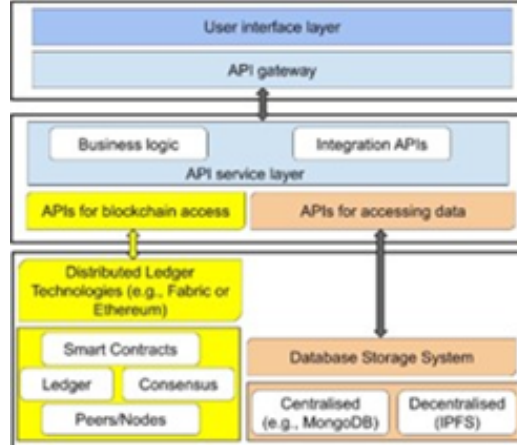 User interface layer
API gateway
Business logic
Integration APIs
API service layer
APIs for blockchain access
APIs for accessing data
Distributed Ledger
Technologies (e.g., Fabric or
Ethereum)
Smart Contracts
Ledger
Consensus
Peers/Nodes
Database Storage System
Centralised
(e.g., MongoDB)
Decentralised
(IPFS)